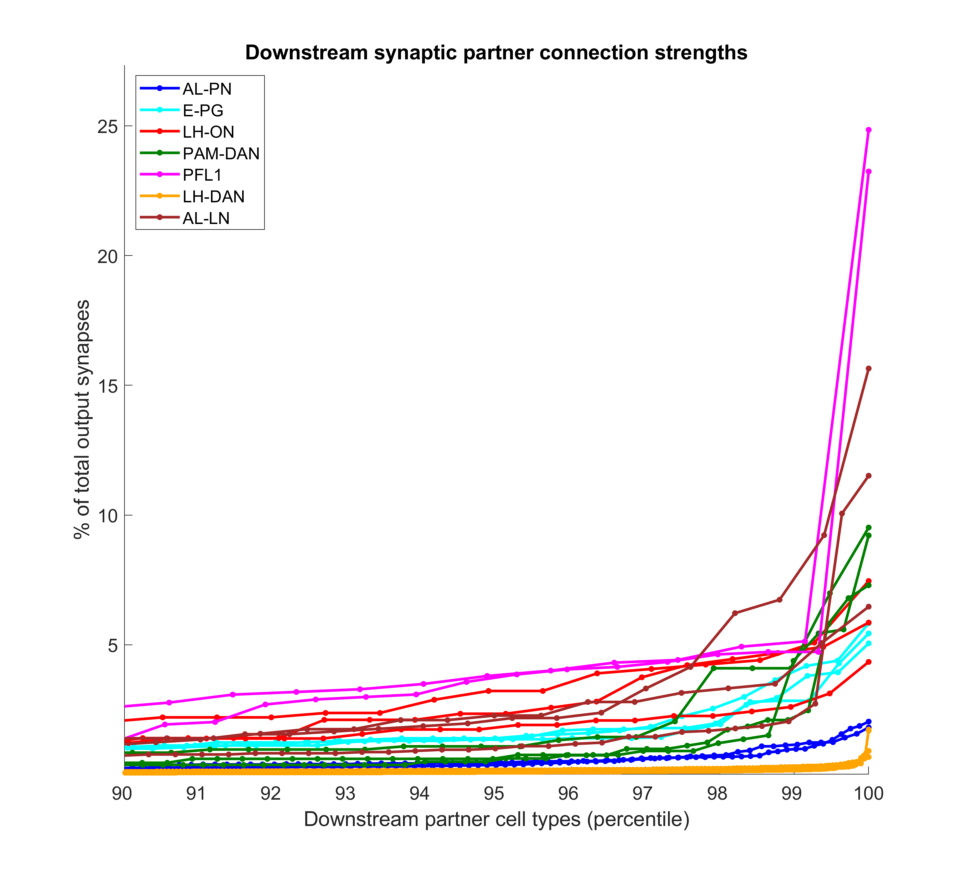 Downstream synaptic partner connection strengths
AL-PN
E-PG
LH-ON
PAM-DAN
PFL1
LH-DAN
AL-LN
25
20
15
10
5
% of total output synapses
90 91 92 93 94 95 96 97 98 99 100
Downstream partner cell types (percentile)